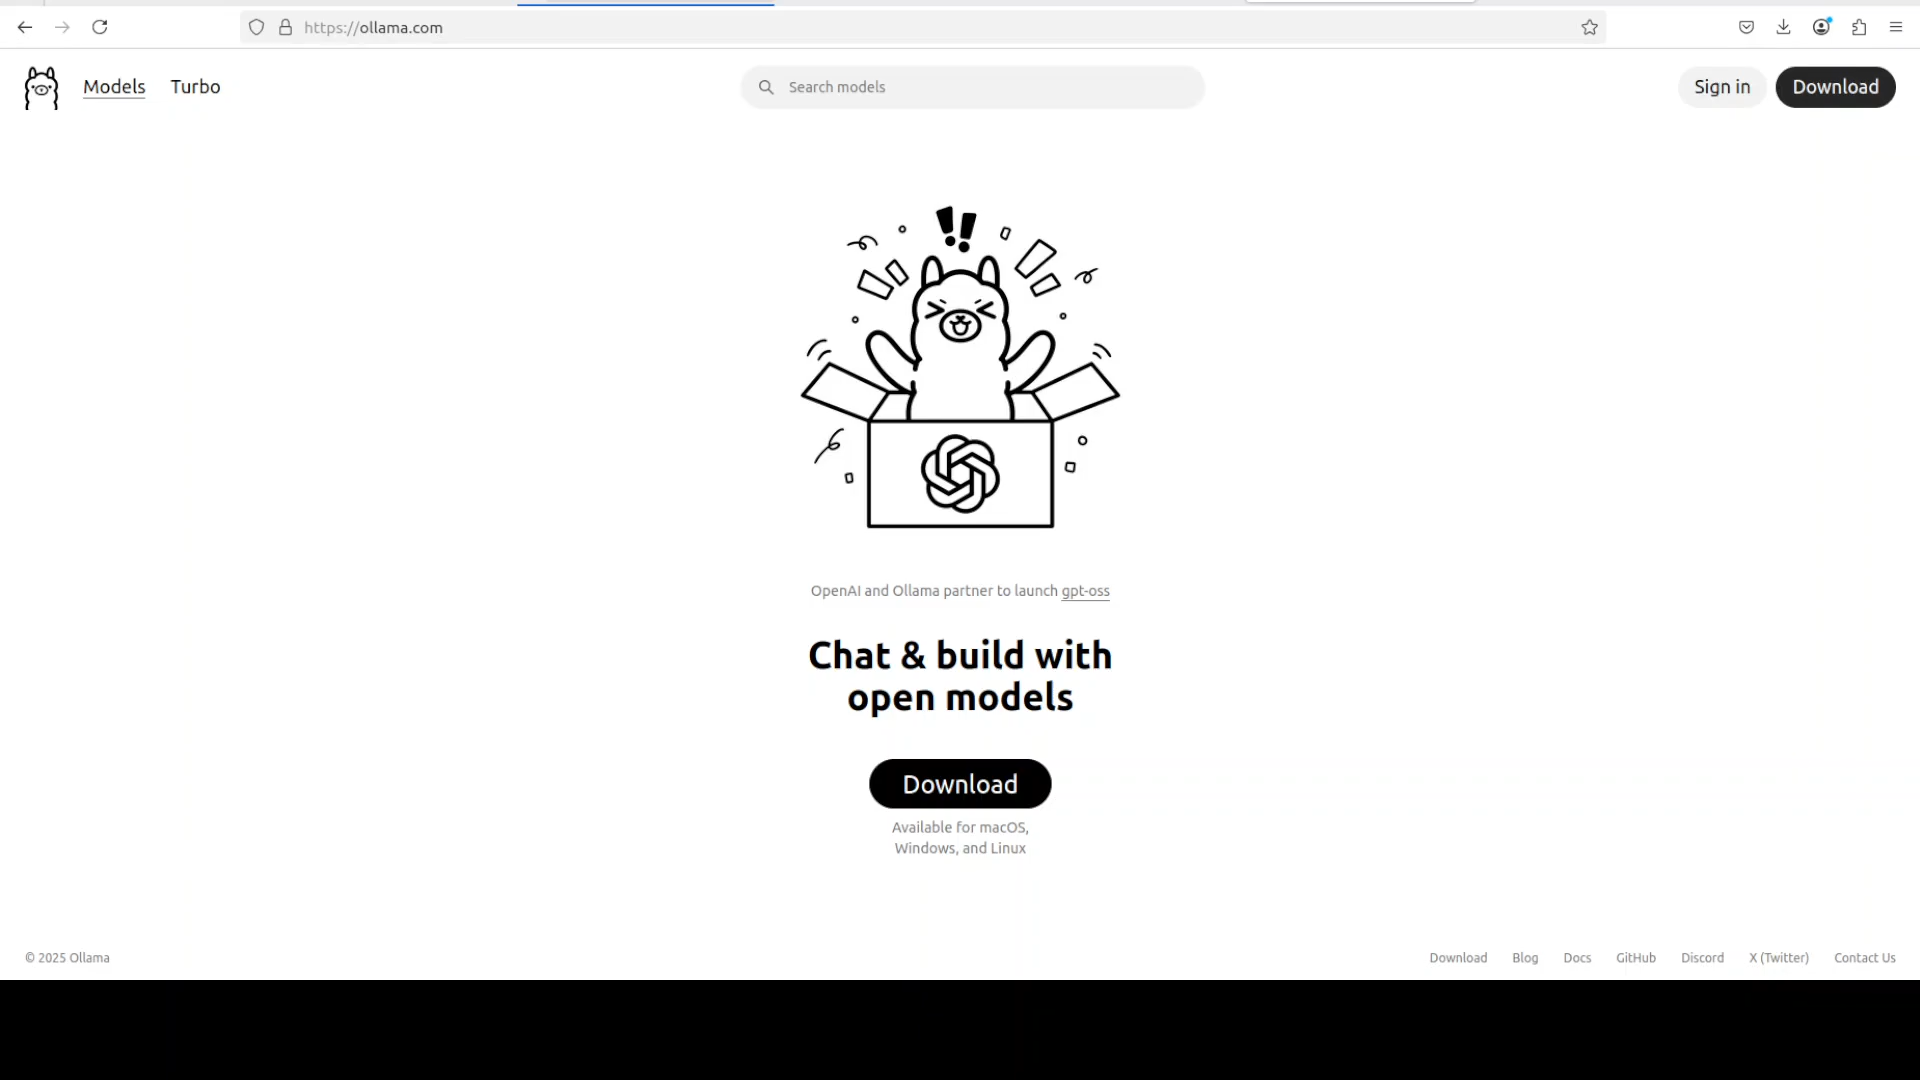 https://ollama.com
Models
Turbo
Search models
Sign in
Download
!!
OpenAI and Ollama partner to launch gpt-oss
Chat & build with
open models
Download
Available for macOS,
Windows, and Linux
© 2025 Ollama
Download
Blog
Docs
GitHub
Discord
X (Twitter)
Contact Us